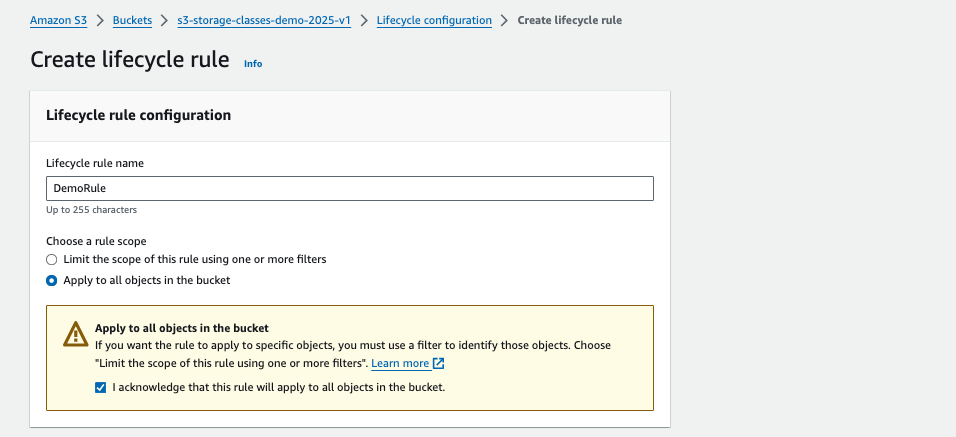 Amazon S3 > Buckets > s3-storage-classes-demo-2025-v1 > Lifecycle configuration > Create lifecycle rule
Create lifecycle rule Info
Lifecycle rule configuration
Lifecycle rule name
DemoRule
Up to 255 characters
Choose a rule scope
Limit the scope of this rule using one or more filters
Apply to all objects in the bucket
Apply to all objects in the bucket
If you want the rule to apply to specific objects, you must use a filter to identify those objects. Choose
"Limit the scope of this rule using one or more filters". Learn more
I acknowledge that this rule will apply to all objects in the bucket.